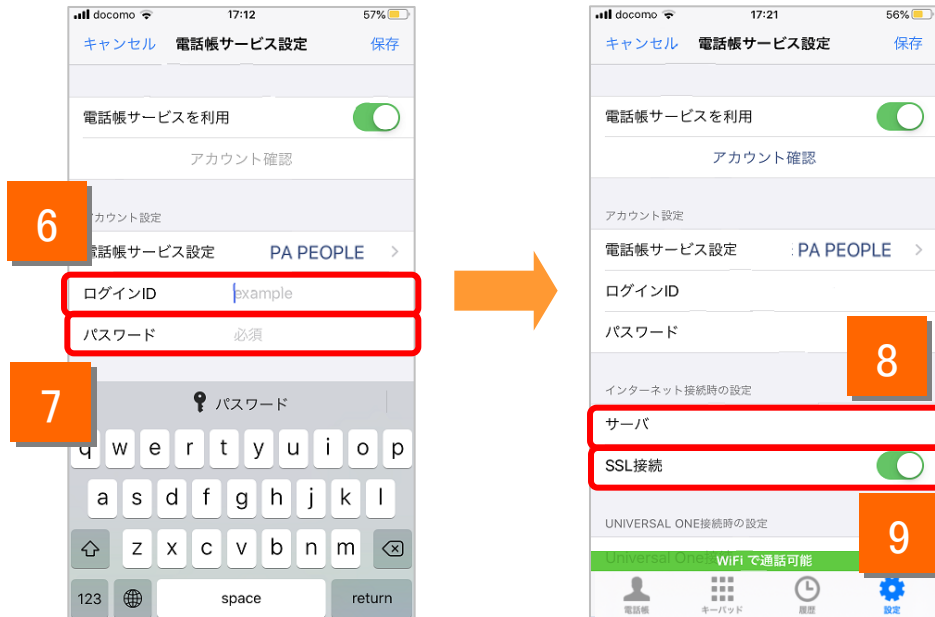 docomo 17:12 57%
キャンセル 電話帳サービス設定 保存
電話帳サービスを利用
アカウント確認
6
アカウント設定
電話帳サービス設定 PA PEOPLE
ログインID example
パスワード 必須
7
パスワード
q w e r t y u i o p
a s d f g h j k l
z x c v b n m
123 space return
docomo 17:21 56%
キャンセル 電話帳サービス設定 保存
電話帳サービスを利用
アカウント確認
アカウント設定
電話帳サービス設定 : PA PEOPLE
ログインID
パスワード
8
インターネット接続時の設定
サーバ
SSL接続
9
UNIVERSAL ONE接続時の設定
Universal One
WiFi で通話可能
電話帳 キーパッド 履歴 設定